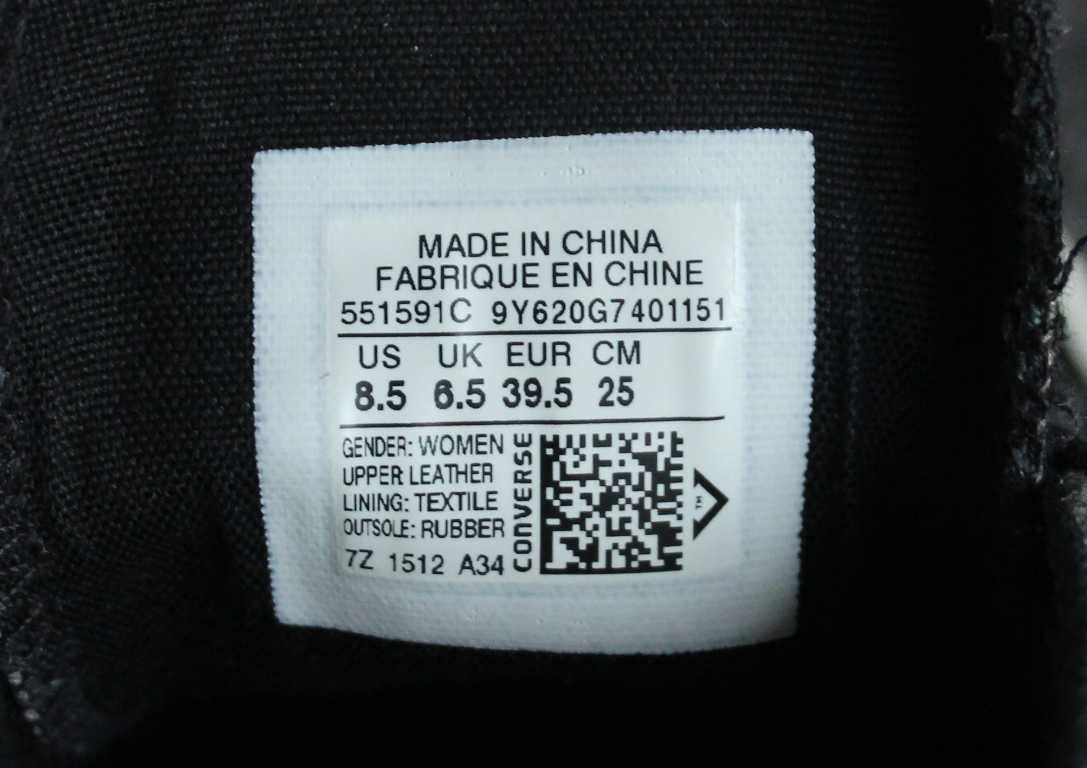 MADE IN CHINA
FABRIQUE EN CHINE
551591C 9Y620G7401151
US UK EUR CM
8.5 6.5 39.5 25
GENDER: WOMEN
UPPER LEATHER
LINING: TEXTILE
OUTSOLE: RUBBER
7Z 1512 A34
CONVERSE
TM